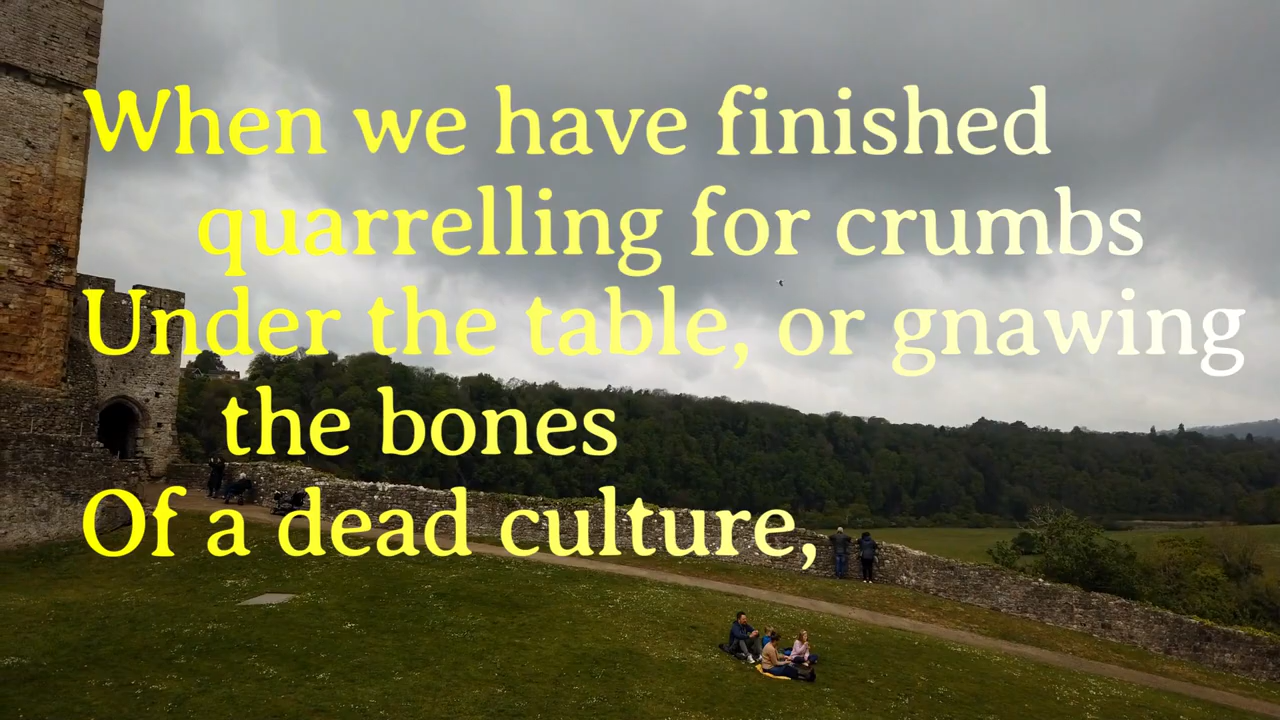 When we have finished
quarrelling for crumbs
Under the table, or gnawing
the bones
Of a dead culture,